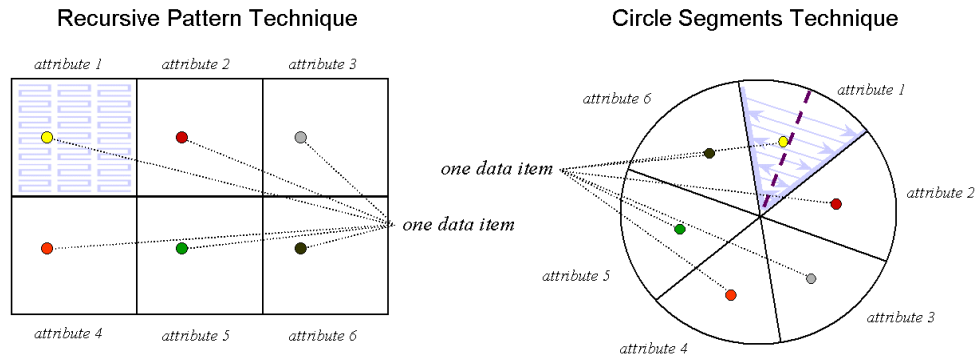 Recursive Pattern Technique
attribute 1
attribute 2
attribute 3
one data item
attribute 4
attribute 5
attribute 6
Circle Segments Technique
attribute 6
attribute 1
one data item
attribute 2
attribute 5
attribute 3
attribute 4